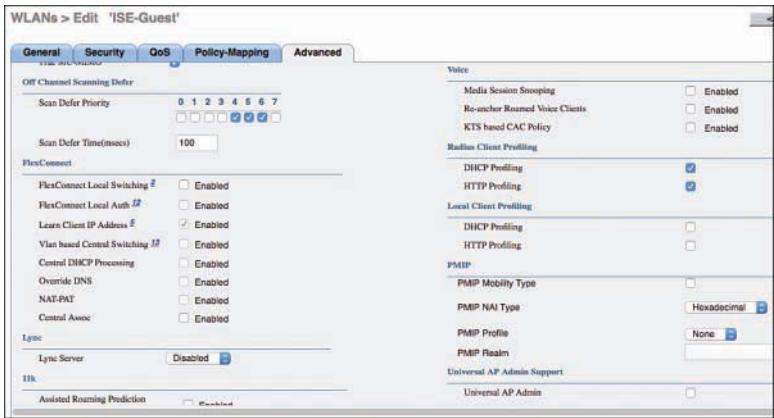 WLANs > Edit 'ISE-Guest'
General Security QoS Policy-Mapping Advanced
Off Channel Scanning Defer
Scan Defer Priority 0 1 2 3 4 5 6 7
Scan Defer Time(msecs) 100
FlexConnect
FlexConnect Local Switching 2 Enabled
FlexConnect Local Auth 12 Enabled
Learn Client IP Address 5 Enabled
Vlan based Central Switching 13 Enabled
Central DHCP Processing Enabled
Override DNS Enabled
NAT-PAT Enabled
Central Assoc Enabled
Lync
Lync Server Disabled
11k
Assisted Roaming Prediction Enabled
Voice
Media Session Snooping Enabled
Re-anchor Roamed Voice Clients Enabled
KTS based CAC Policy Enabled
Radius Client Profiling
DHCP Profiling
HTTP Profiling
Local Client Profiling
DHCP Profiling
HTTP Profiling
PMIP
PMIP Mobility Type
PMIP NAI Type Hexadecimal
PMIP Profile None
PMIP Realm
Universal AP Admin Support
Universal AP Admin